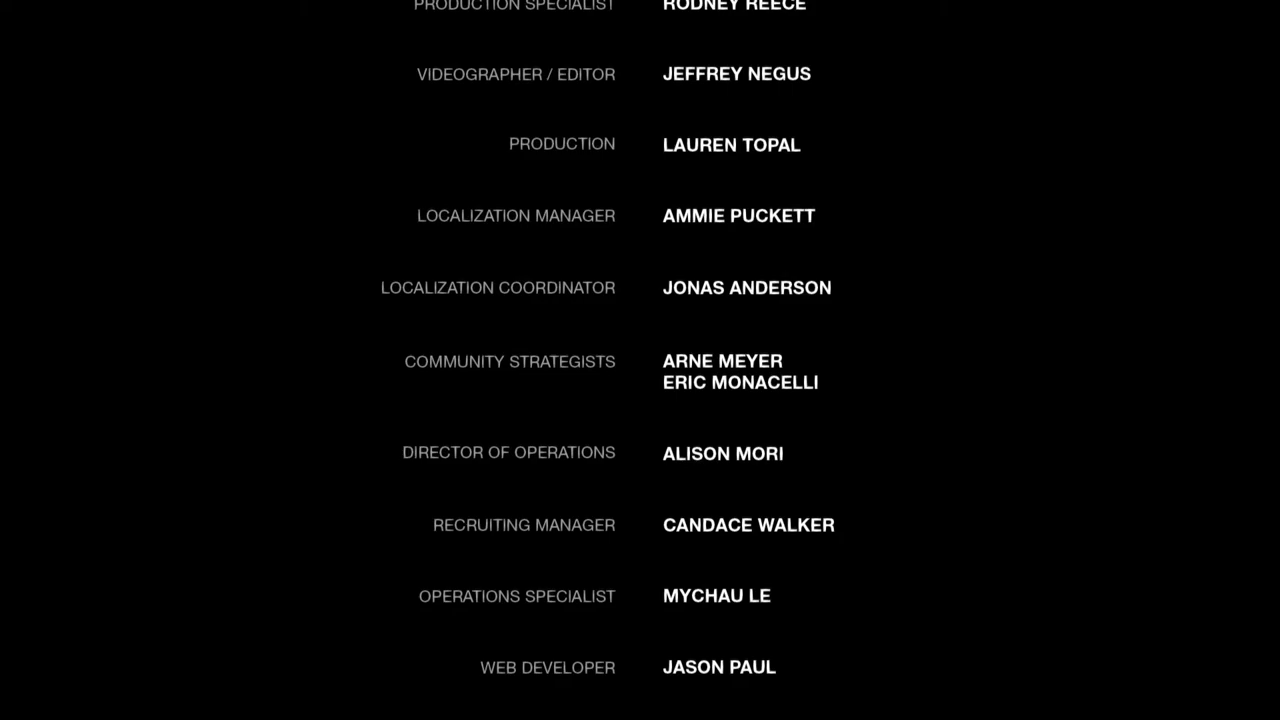 PRODUCTION SPECIALIST RODNEY REECE
VIDEOGRAPHER / EDITOR JEFFREY NEGUS
PRODUCTION LAUREN TOPAL
LOCALIZATION MANAGER AMMIE PUCKETT
LOCALIZATION COORDINATOR JONAS ANDERSON
COMMUNITY STRATEGISTS ARNE MEYER
ERIC MONACELLI
DIRECTOR OF OPERATIONS ALISON MORI
RECRUITING MANAGER CANDACE WALKER
OPERATIONS SPECIALIST MYCHAU LE
WEB DEVELOPER JASON PAUL